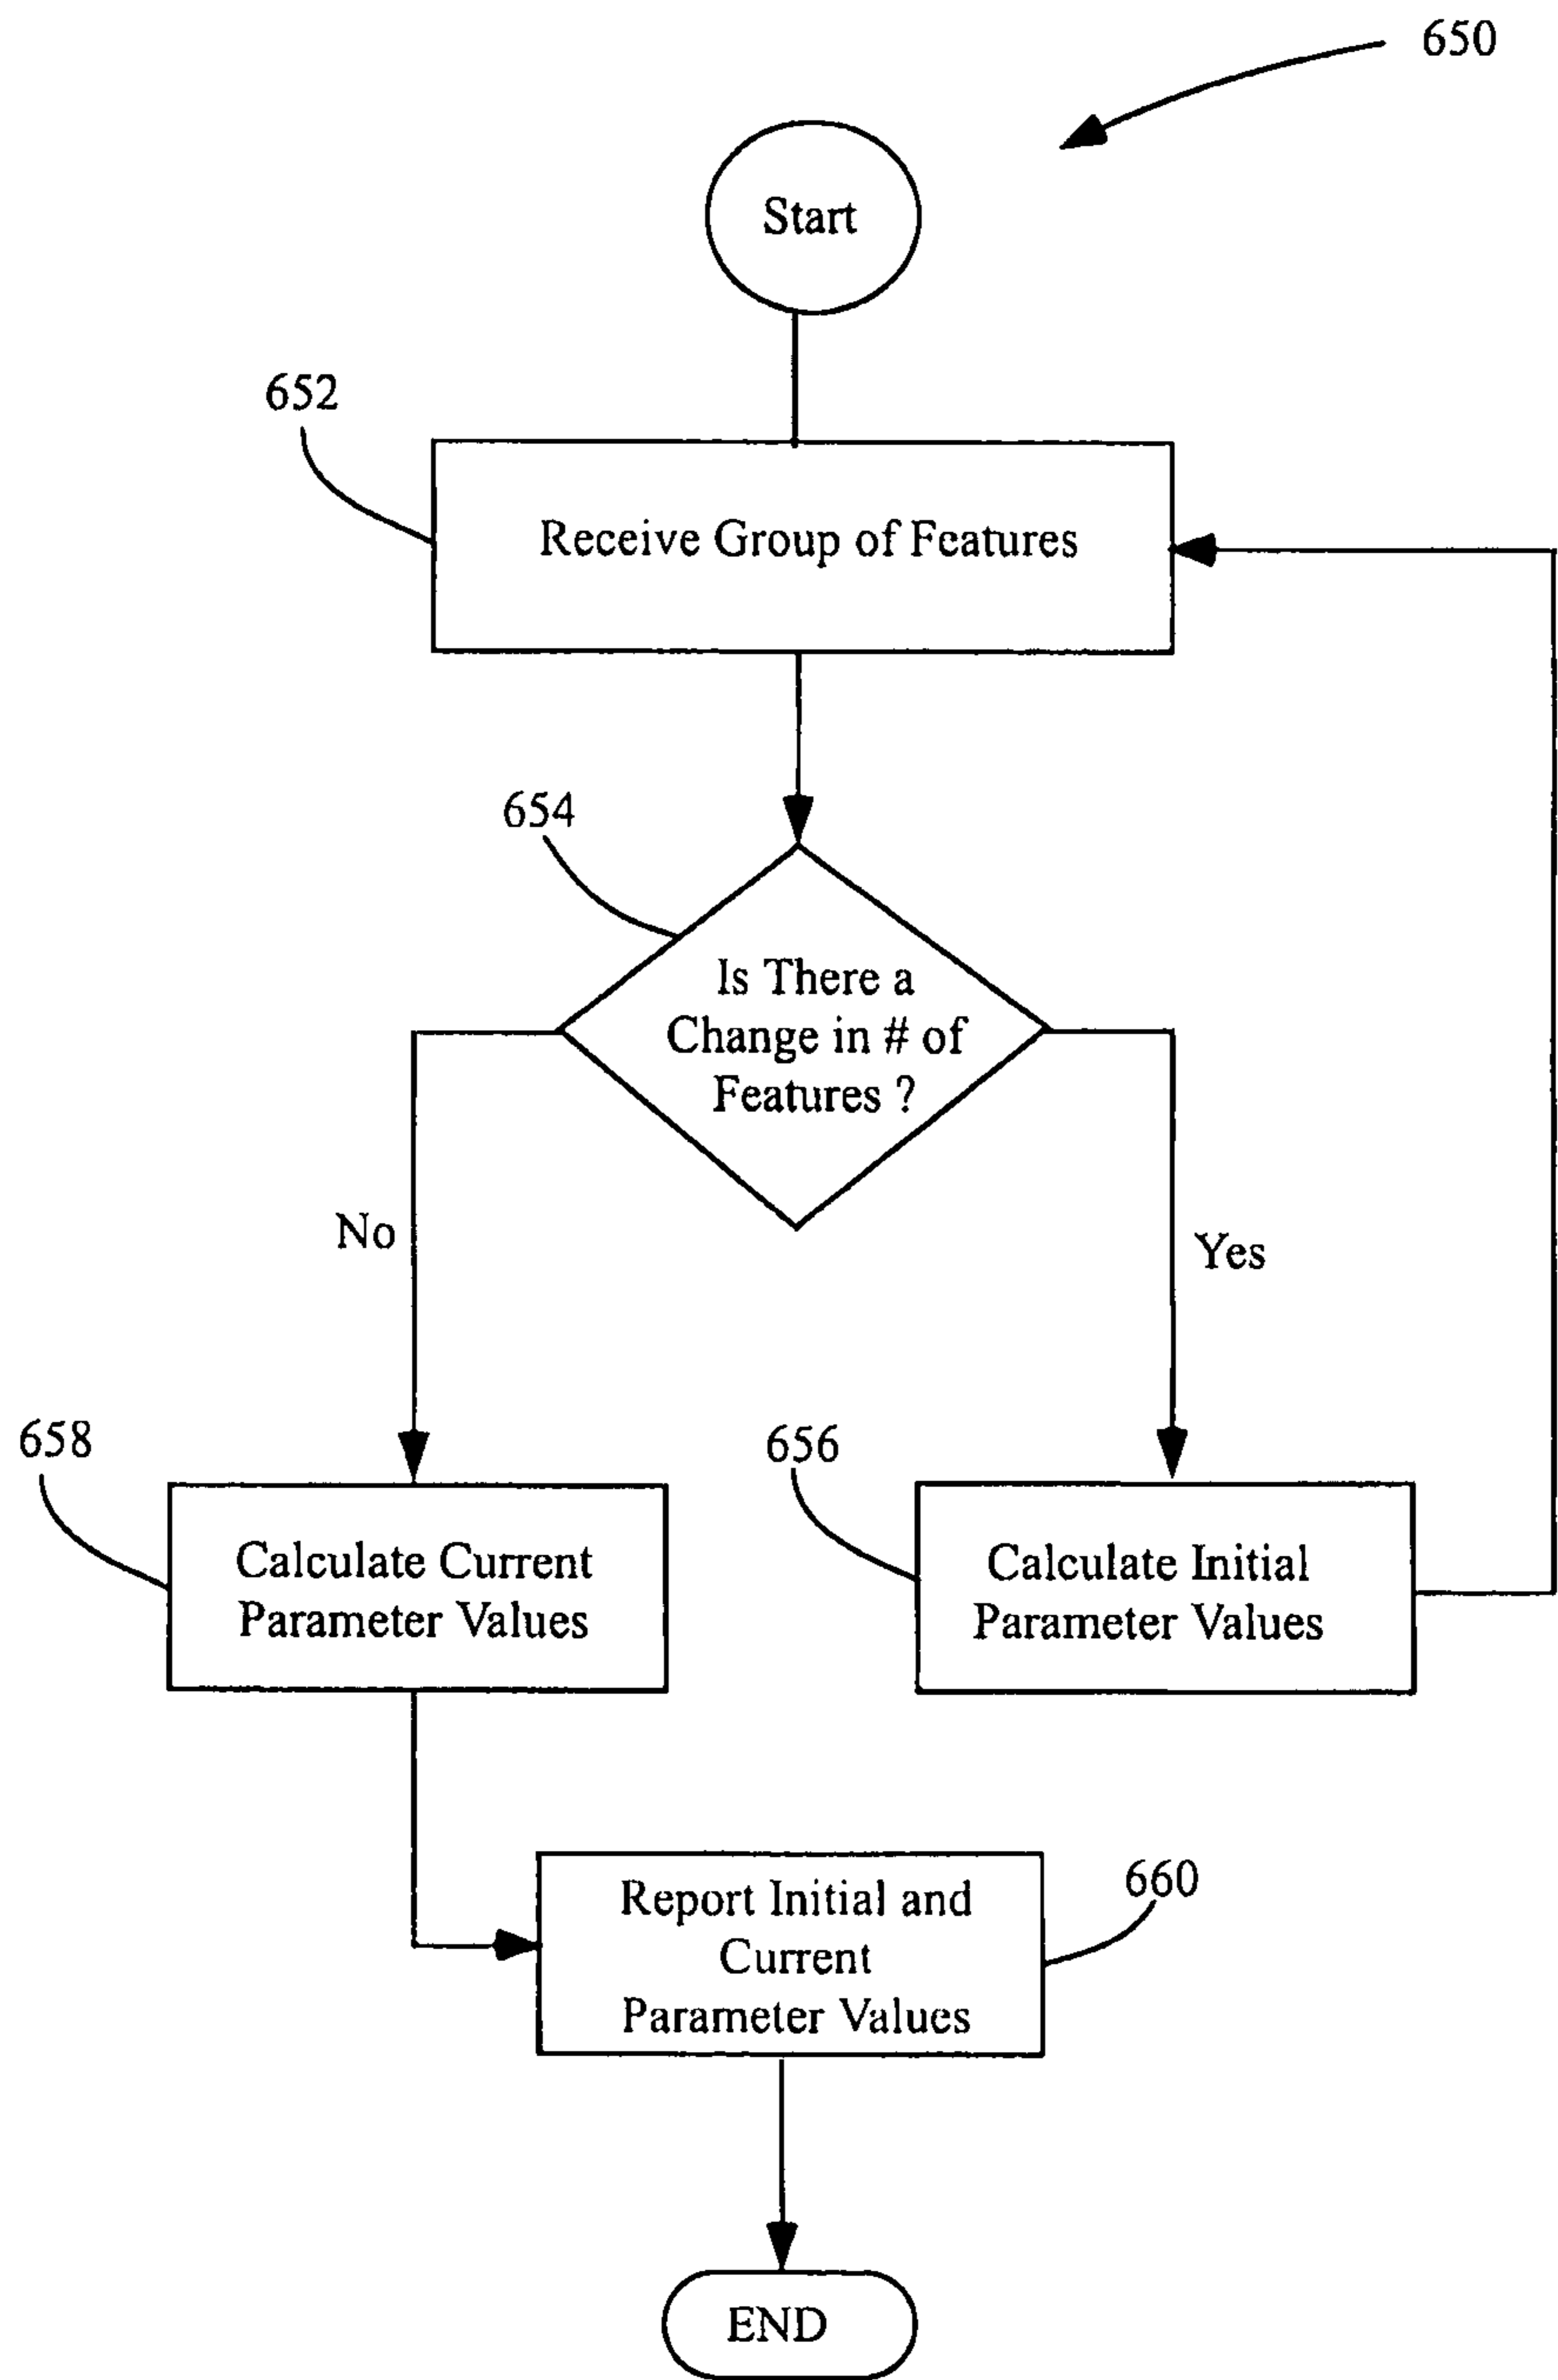 650
Start
652
Receive Group of Features
654
Is There a
Change in # of
Features ?
No
Yes
658
656
Calculate Current
Parameter Values
Calculate Initial
Parameter Values
Report Initial and
Current
Parameter Values
660
END